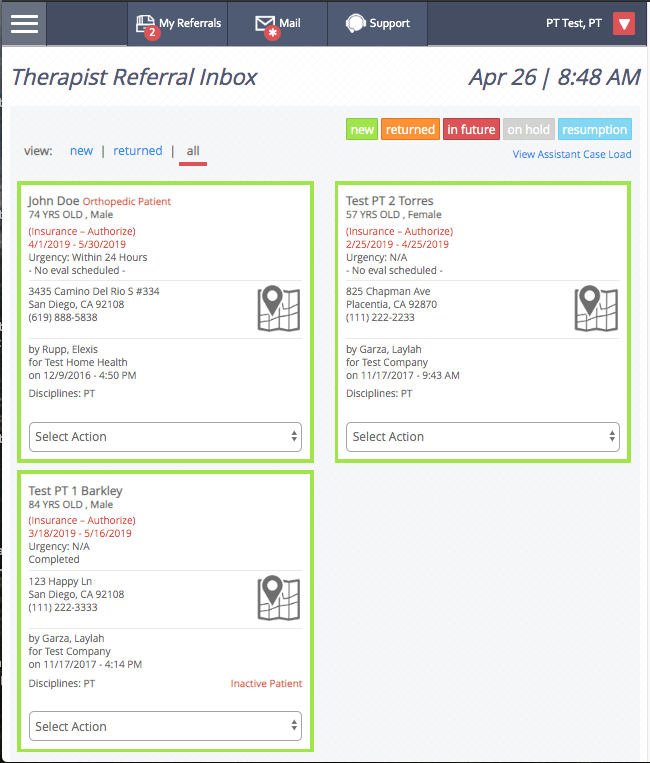 My Referrals
2
Mail
*
Support
PT Test, PT
Therapist Referral Inbox
Apr 26 | 8:48 AM
new returned in future on hold resumption
view: new | returned | all
View Assistant Case Load
John Doe Orthopedic Patient
74 YRS OLD , Male
(Insurance – Authorize)
4/1/2019 - 5/30/2019
Urgency: Within 24 Hours
- No eval scheduled -
3435 Camino Del Rio S #334
San Diego, CA 92108
(619) 888-5838
by Rupp, Elexis
for Test Home Health
on 12/9/2016 - 4:50 PM
Disciplines: PT
Select Action
Test PT 2 Torres
57 YRS OLD , Female
(Insurance – Authorize)
2/25/2019 - 4/25/2019
Urgency: N/A
- No eval scheduled -
825 Chapman Ave
Placentia, CA 92870
(111) 222-2233
by Garza, Laylah
for Test Company
on 11/17/2017 - 9:43 AM
Disciplines: PT
Select Action
Test PT 1 Barkley
84 YRS OLD , Male
(Insurance – Authorize)
3/18/2019 - 5/16/2019
Urgency: N/A
Completed
123 Happy Ln
San Diego, CA 92108
(111) 222-3333
by Garza, Laylah
for Test Company
on 11/17/2017 - 4:14 PM
Disciplines: PT Inactive Patient
Select Action